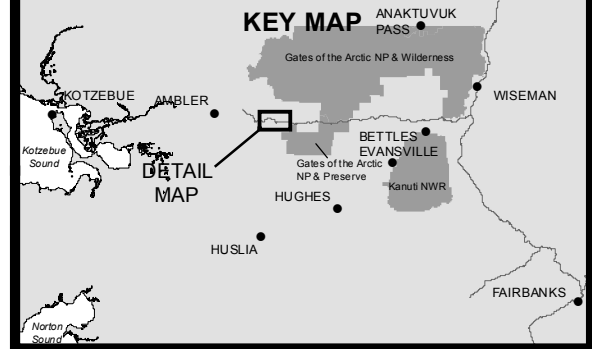 KEY MAP
ANAKTUVUK
PASS
Gates of the Arctic NP & Wilderness
KOTZEBUE
AMBLER
WISEMAN
Kotzebue
Sound
BETTLES
EVANSVILLE
DETAIL
MAP
Gates of the Arctic
NP & Preserve
Kanuti NWR
HUGHES
HUSLIA
FAIRBANKS
Norton
Sound